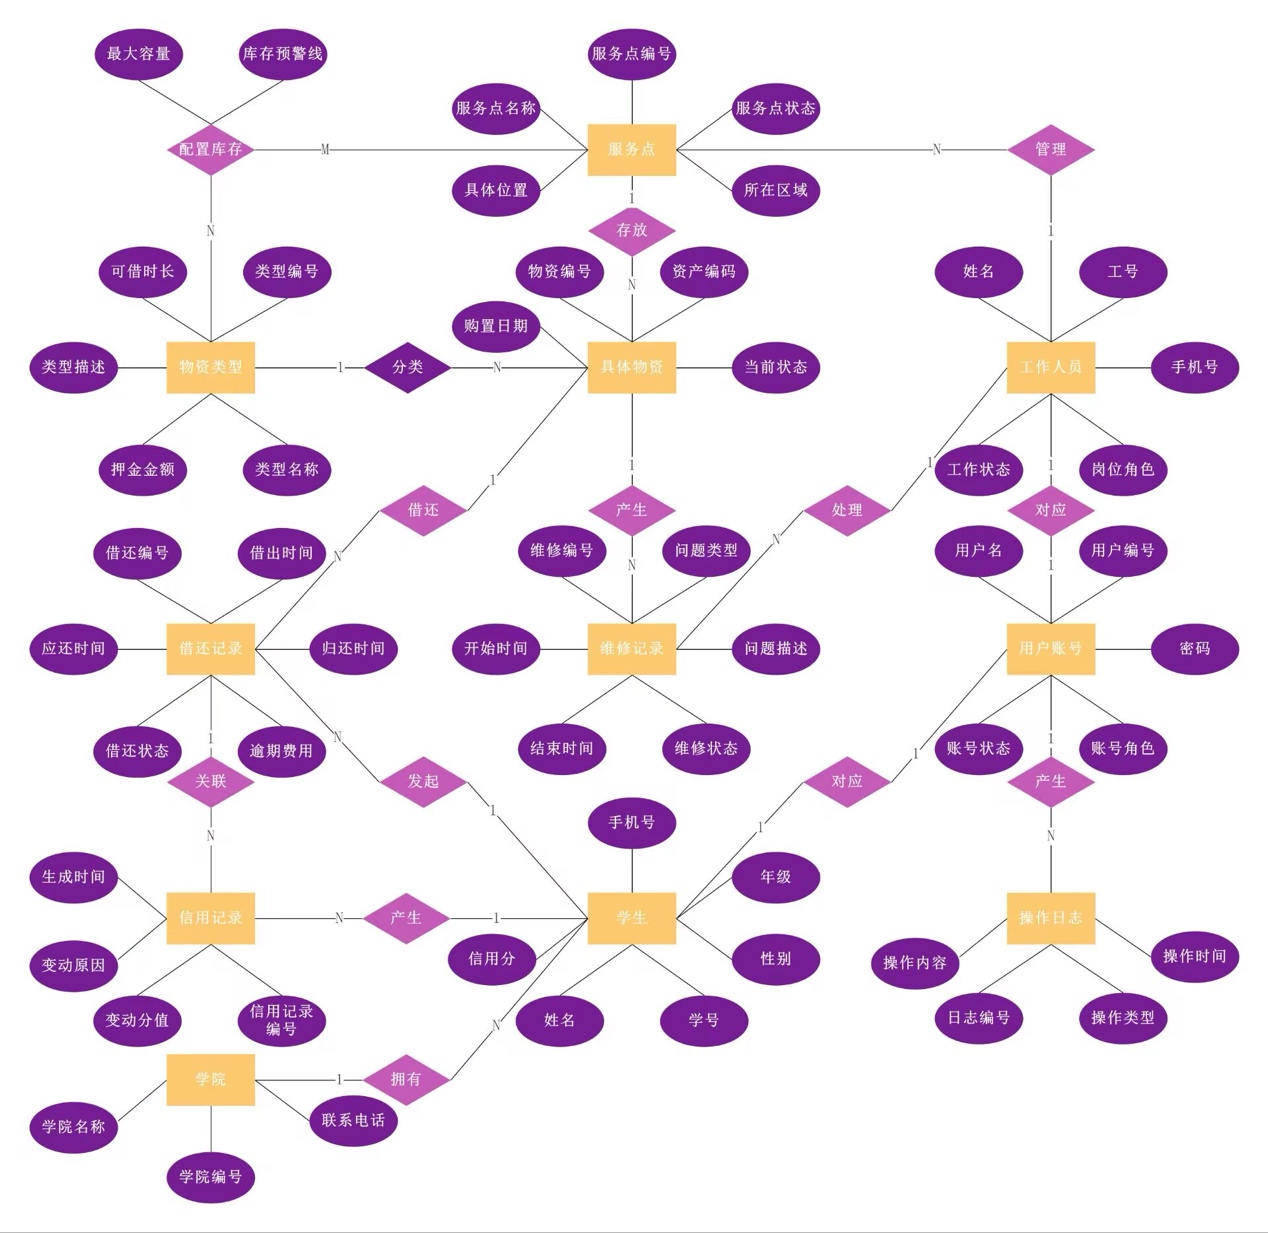 最大容量
库存预警线
服务点编号
服务点名称
服务点状态
配置库存
M
服务点
N
管理
具体位置
1
所在区域
N
存放
1
可借时长
类型编号
物资编号
N
资产编码
姓名
工号
购置日期
类型描述
物资类型
1
分类
N
具体物资
当前状态
工作人员
手机号
押金金额
类型名称
1
1
1
工作状态
1
岗位角色
借还
产生
处理
对应
借还编号
借出时间
N
维修编号
N
问题类型
N
用户名
1
用户编号
应还时间
借还记录
归还时间
开始时间
维修记录
问题描述
用户账号
密码
借还状态
1
逾期费用
N
结束时间
维修状态
1
账号状态
1
账号角色
关联
发起
对应
产生
N
1
手机号
1
N
生成时间
年级
信用记录
N
产生
1
学生
操作日志
变动原因
信用分
性别
操作内容
操作时间
变动分值
信用记录
编号
N
姓名
学号
日志编号
操作类型
学院
1
拥有
学院名称
联系电话
学院编号